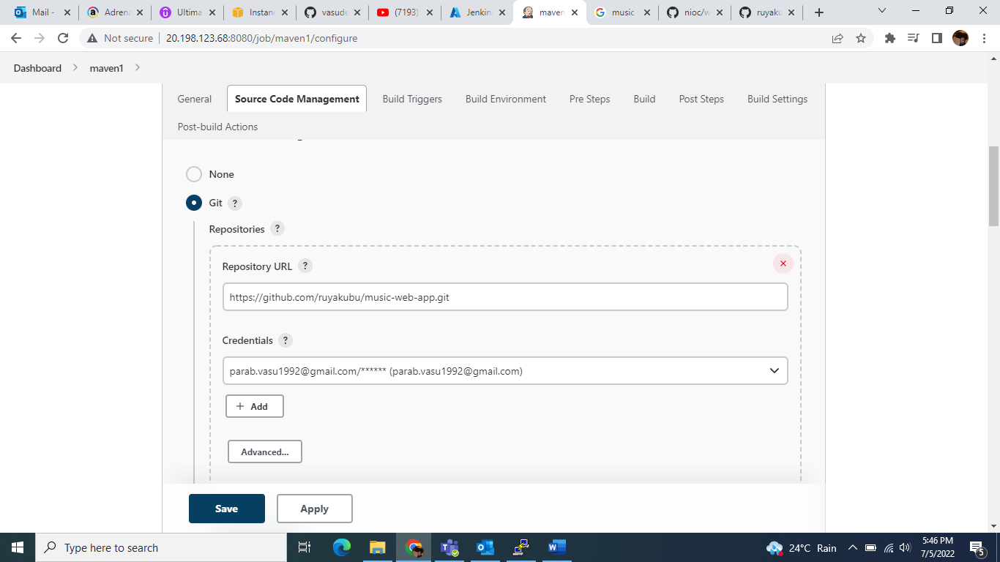 Mail -
Adrena
Ultima
Instanc
vasude
(7193)
Jenkin
maven
music
nioc/w
ruyaku
Not secure
20.198.123.68:8080/job/maven1/configure
Dashboard
maven1
General
Source Code Management
Build Triggers
Build Environment
Pre Steps
Build
Post Steps
Build Settings
Post-build Actions
None
Git ?
Repositories ?
Repository URL ?
https://github.com/ruyakubu/music-web-app.git
Credentials ?
parab.vasu1992@gmail.com/****** (parab.vasu1992@gmail.com)
+ Add
Advanced...
Save
Apply
Type here to search
24°C Rain
5:46 PM
7/5/2022
5